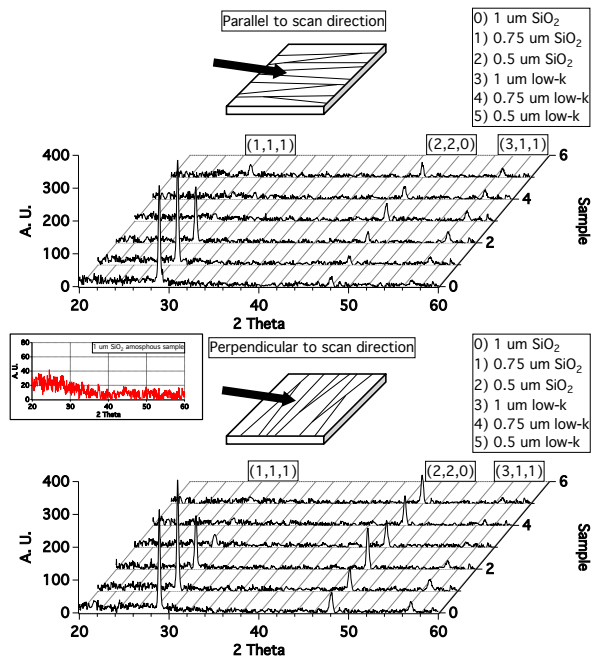 Parallel to scan direction
0) 1 um SiO₂
1) 0.75 um SiO₂
2) 0.5 um SiO₂
3) 1 um low-k
4) 0.75 um low-k
5) 0.5 um low-k
(1,1,1) (2,2,0) (3,1,1)
400
300
200
100
0
A. U.
20 30 40 50 60
2 Theta
6
4
2
0
Sample
1 um SiO₂ amosphous sample
80
60
40
20
0
A. U.
20 30 40 50 60
2 Theta
Perpendicular to scan direction
0) 1 um SiO₂
1) 0.75 um SiO₂
2) 0.5 um SiO₂
3) 1 um low-k
4) 0.75 um low-k
5) 0.5 um low-k
(1,1,1) (2,2,0) (3,1,1)
400
300
200
100
0
A. U.
20 30 40 50 60
2 Theta
6
4
2
0
Sample